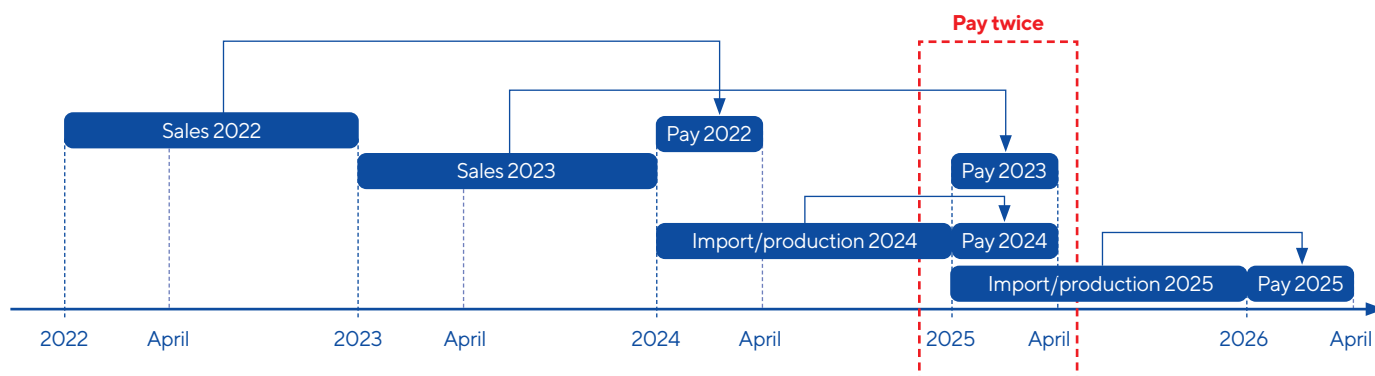 Pay twice
Sales 2022
Pay 2022
Sales 2023
Pay 2023
Import/production 2024
Pay 2024
Import/production 2025
Pay 2025
2022
April
2023
April
2024
April
2025
April
2026
April